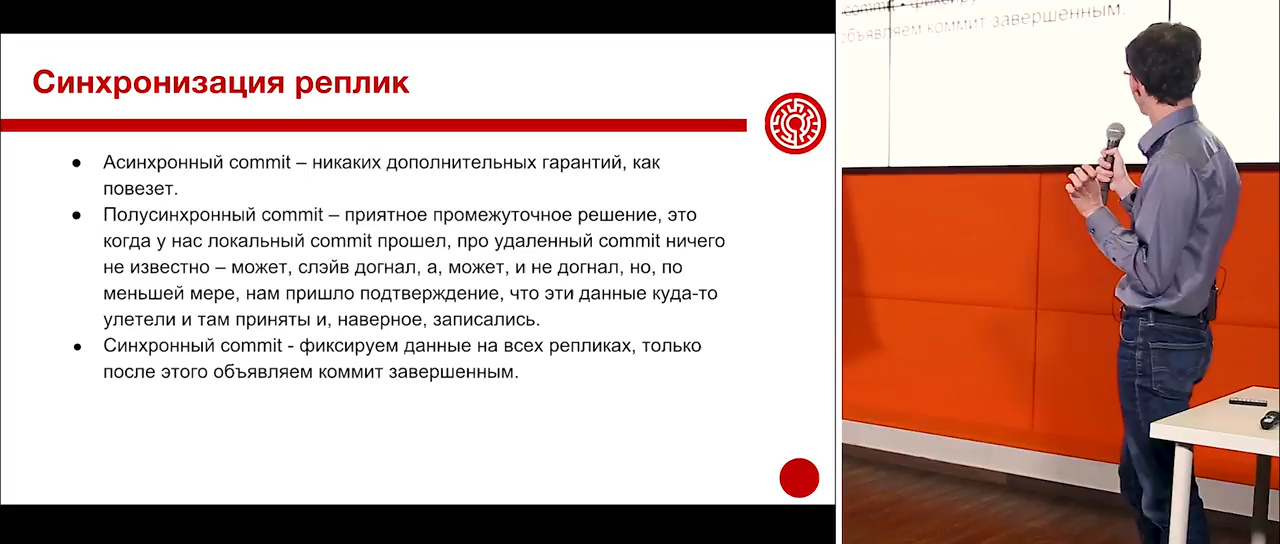 Синхронизация реплик
● Асинхронный commit – никаких дополнительных гарантий, как
повезет.
● Полусинхронный commit – приятное промежуточное решение, это
когда у нас локальный commit прошел, про удаленный commit ничего
не известно – может, слэйв догнал, а, может, и не догнал, но, по
меньшей мере, нам пришло подтверждение, что эти данные куда-то
улетели и там приняты и, наверное, записались.
● Синхронный commit - фиксируем данные на всех репликах, только
после этого объявляем коммит завершенным.
commit - фиксиру
объявляем коммит завершенным.